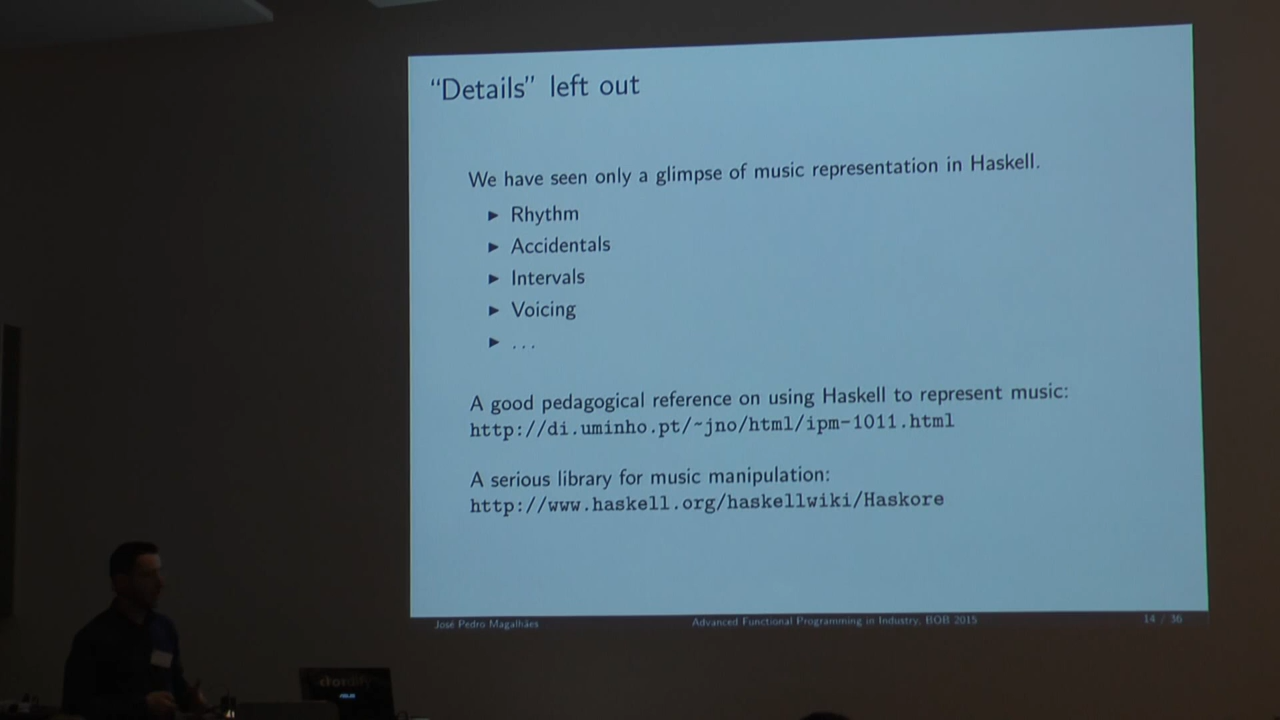 “Details” left out
We have seen only a glimpse of music representation in Haskell.
► Rhythm
► Accidentals
► Intervals
► Voicing
► ...
A good pedagogical reference on using Haskell to represent music:
http://di.uminho.pt/~jno/html/ipm-1011.html
A serious library for music manipulation:
http://www.haskell.org/haskellwiki/Haskore
José Pedro Magalhães
Advanced Functional Programming in Industry, BOB 2015
14 / 36